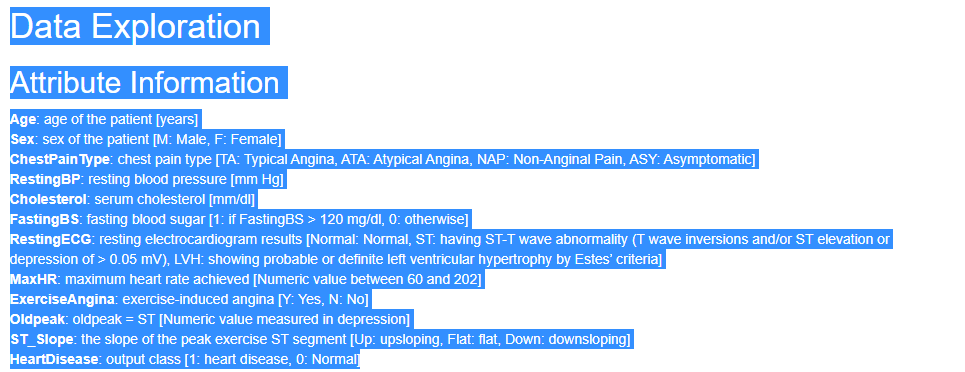 Data Exploration
Attribute Information
Age: age of the patient [years]
Sex: sex of the patient [M: Male, F: Female]
ChestPainType: chest pain type [TA: Typical Angina, ATA: Atypical Angina, NAP: Non-Anginal Pain, ASY: Asymptomatic]
RestingBP: resting blood pressure [mm Hg]
Cholesterol: serum cholesterol [mm/dl]
FastingBS: fasting blood sugar [1: if FastingBS > 120 mg/dl, 0: otherwise]
RestingECG: resting electrocardiogram results [Normal: Normal, ST: having ST-T wave abnormality (T wave inversions and/or ST elevation or
depression of > 0.05 mV), LVH: showing probable or definite left ventricular hypertrophy by Estes' criteria]
MaxHR: maximum heart rate achieved [Numeric value between 60 and 202]
ExerciseAngina: exercise-induced angina [Y: Yes, N: No]
Oldpeak: oldpeak = ST [Numeric value measured in depression]
ST_Slope: the slope of the peak exercise ST segment [Up: upsloping, Flat: flat, Down: downsloping]
HeartDisease: output class [1: heart disease, 0: Normal]